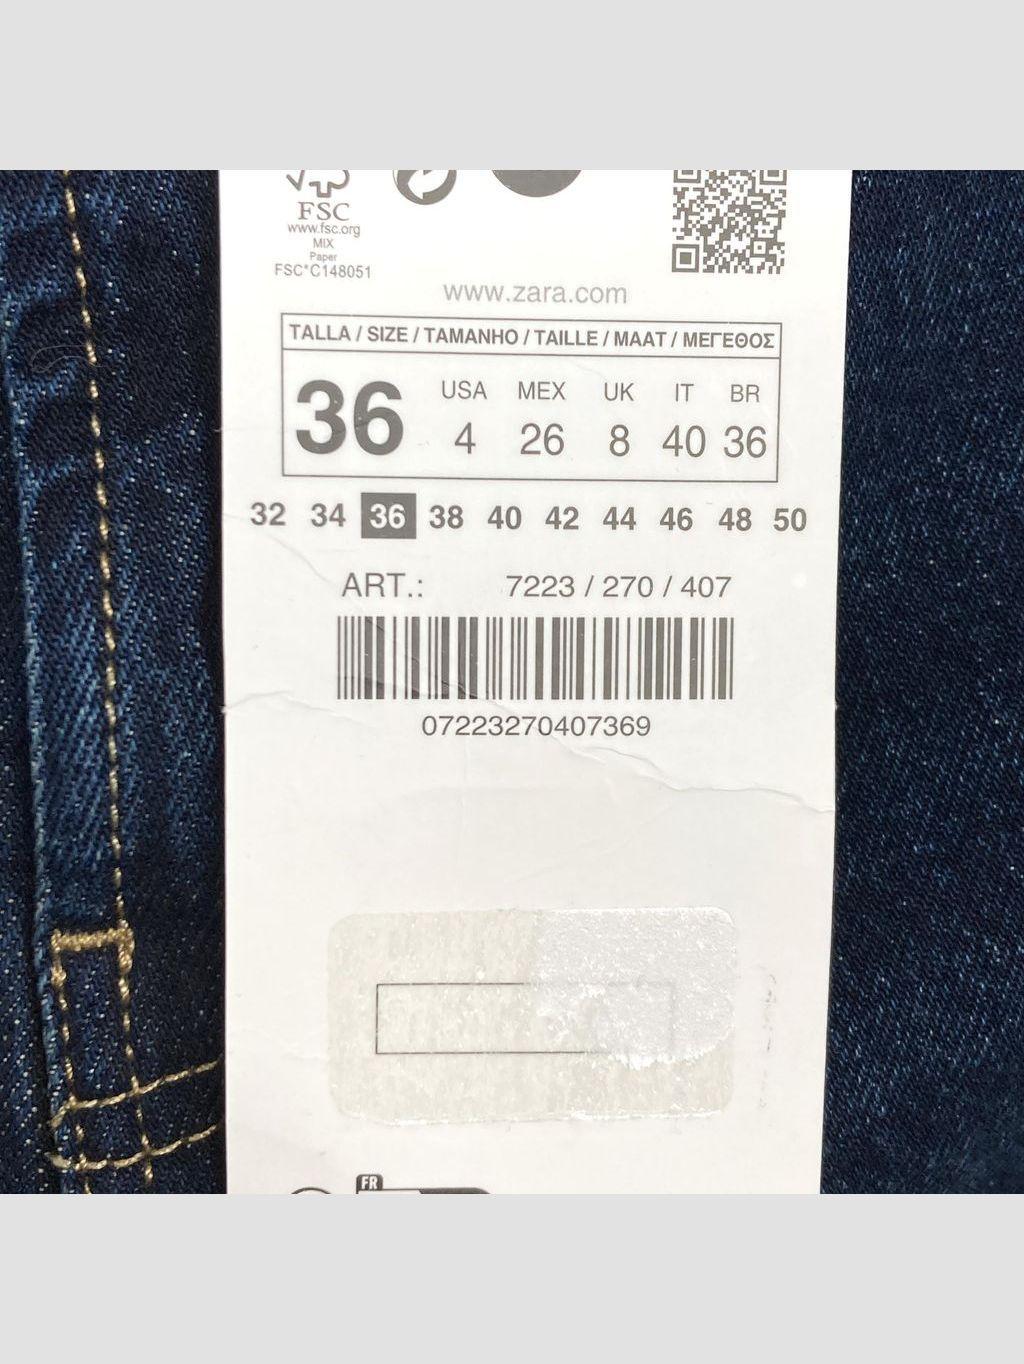 FSC
www.fsc.org
MIX
Paper
FSC® C148051
www.zara.com
TALLA / SIZE / TAMANHO / TAILLE / MAAT / ΜΕΓΕΘΟΣ
36
USA MEX UK IT BR
4 26 8 40 36
32 34 36 38 40 42 44 46 48 50
ART.: 7223 / 270 / 407
07223270407369
FR